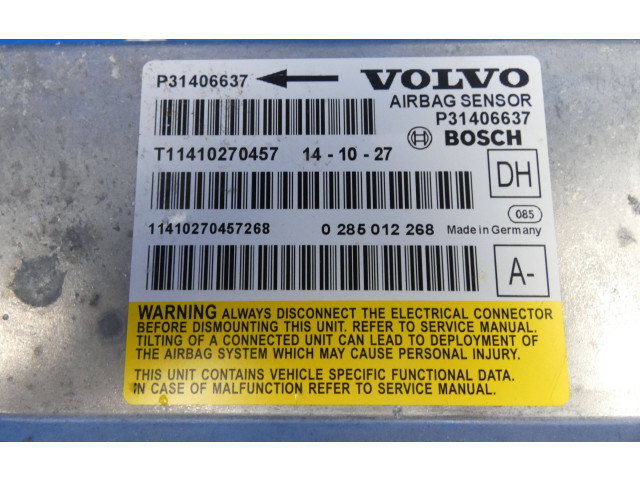 P31406637 VOLVO
AIRBAG SENSOR
P31406637
BOSCH
T11410270457 14 - 10 - 27
DH
085
11410270457268 0 285 012 268 Made in Germany
A-
WARNING ALWAYS DISCONNECT THE ELECTRICAL CONNECTOR
BEFORE DISMOUNTING THIS UNIT. REFER TO SERVICE MANUAL.
TILTING OF A CONNECTED UNIT CAN LEAD TO DEPLOYMENT OF
THE AIRBAG SYSTEM WHICH MAY CAUSE PERSONAL INJURY.
THIS UNIT CONTAINS VEHICLE SPECIFIC FUNCTIONAL DATA.
IN CASE OF MALFUNCTION REFER TO SERVICE MANUAL.